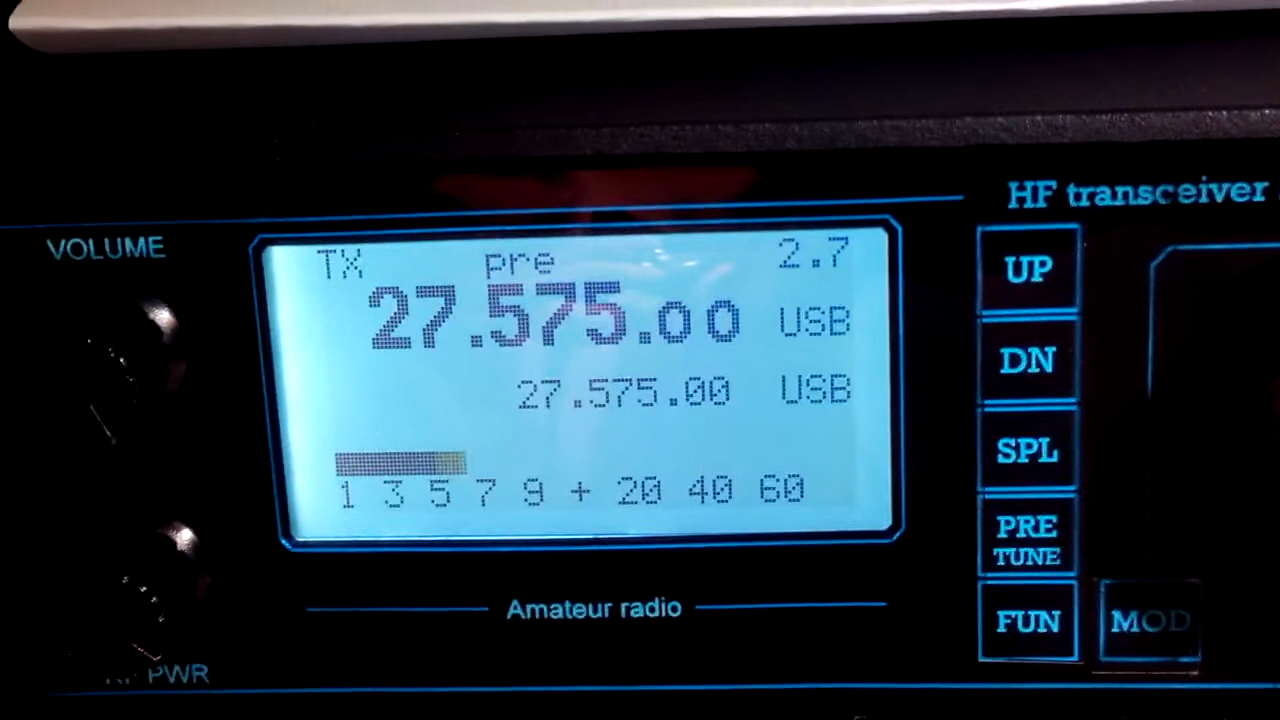 HF transceiver
VOLUME
TX pre 2.7
27.575.00 USB
27.575.00 USB
1 3 5 7 9 + 20 40 60
UP
DN
SPL
PRE
TUNE
FUN
MOD
Amateur radio
PWR